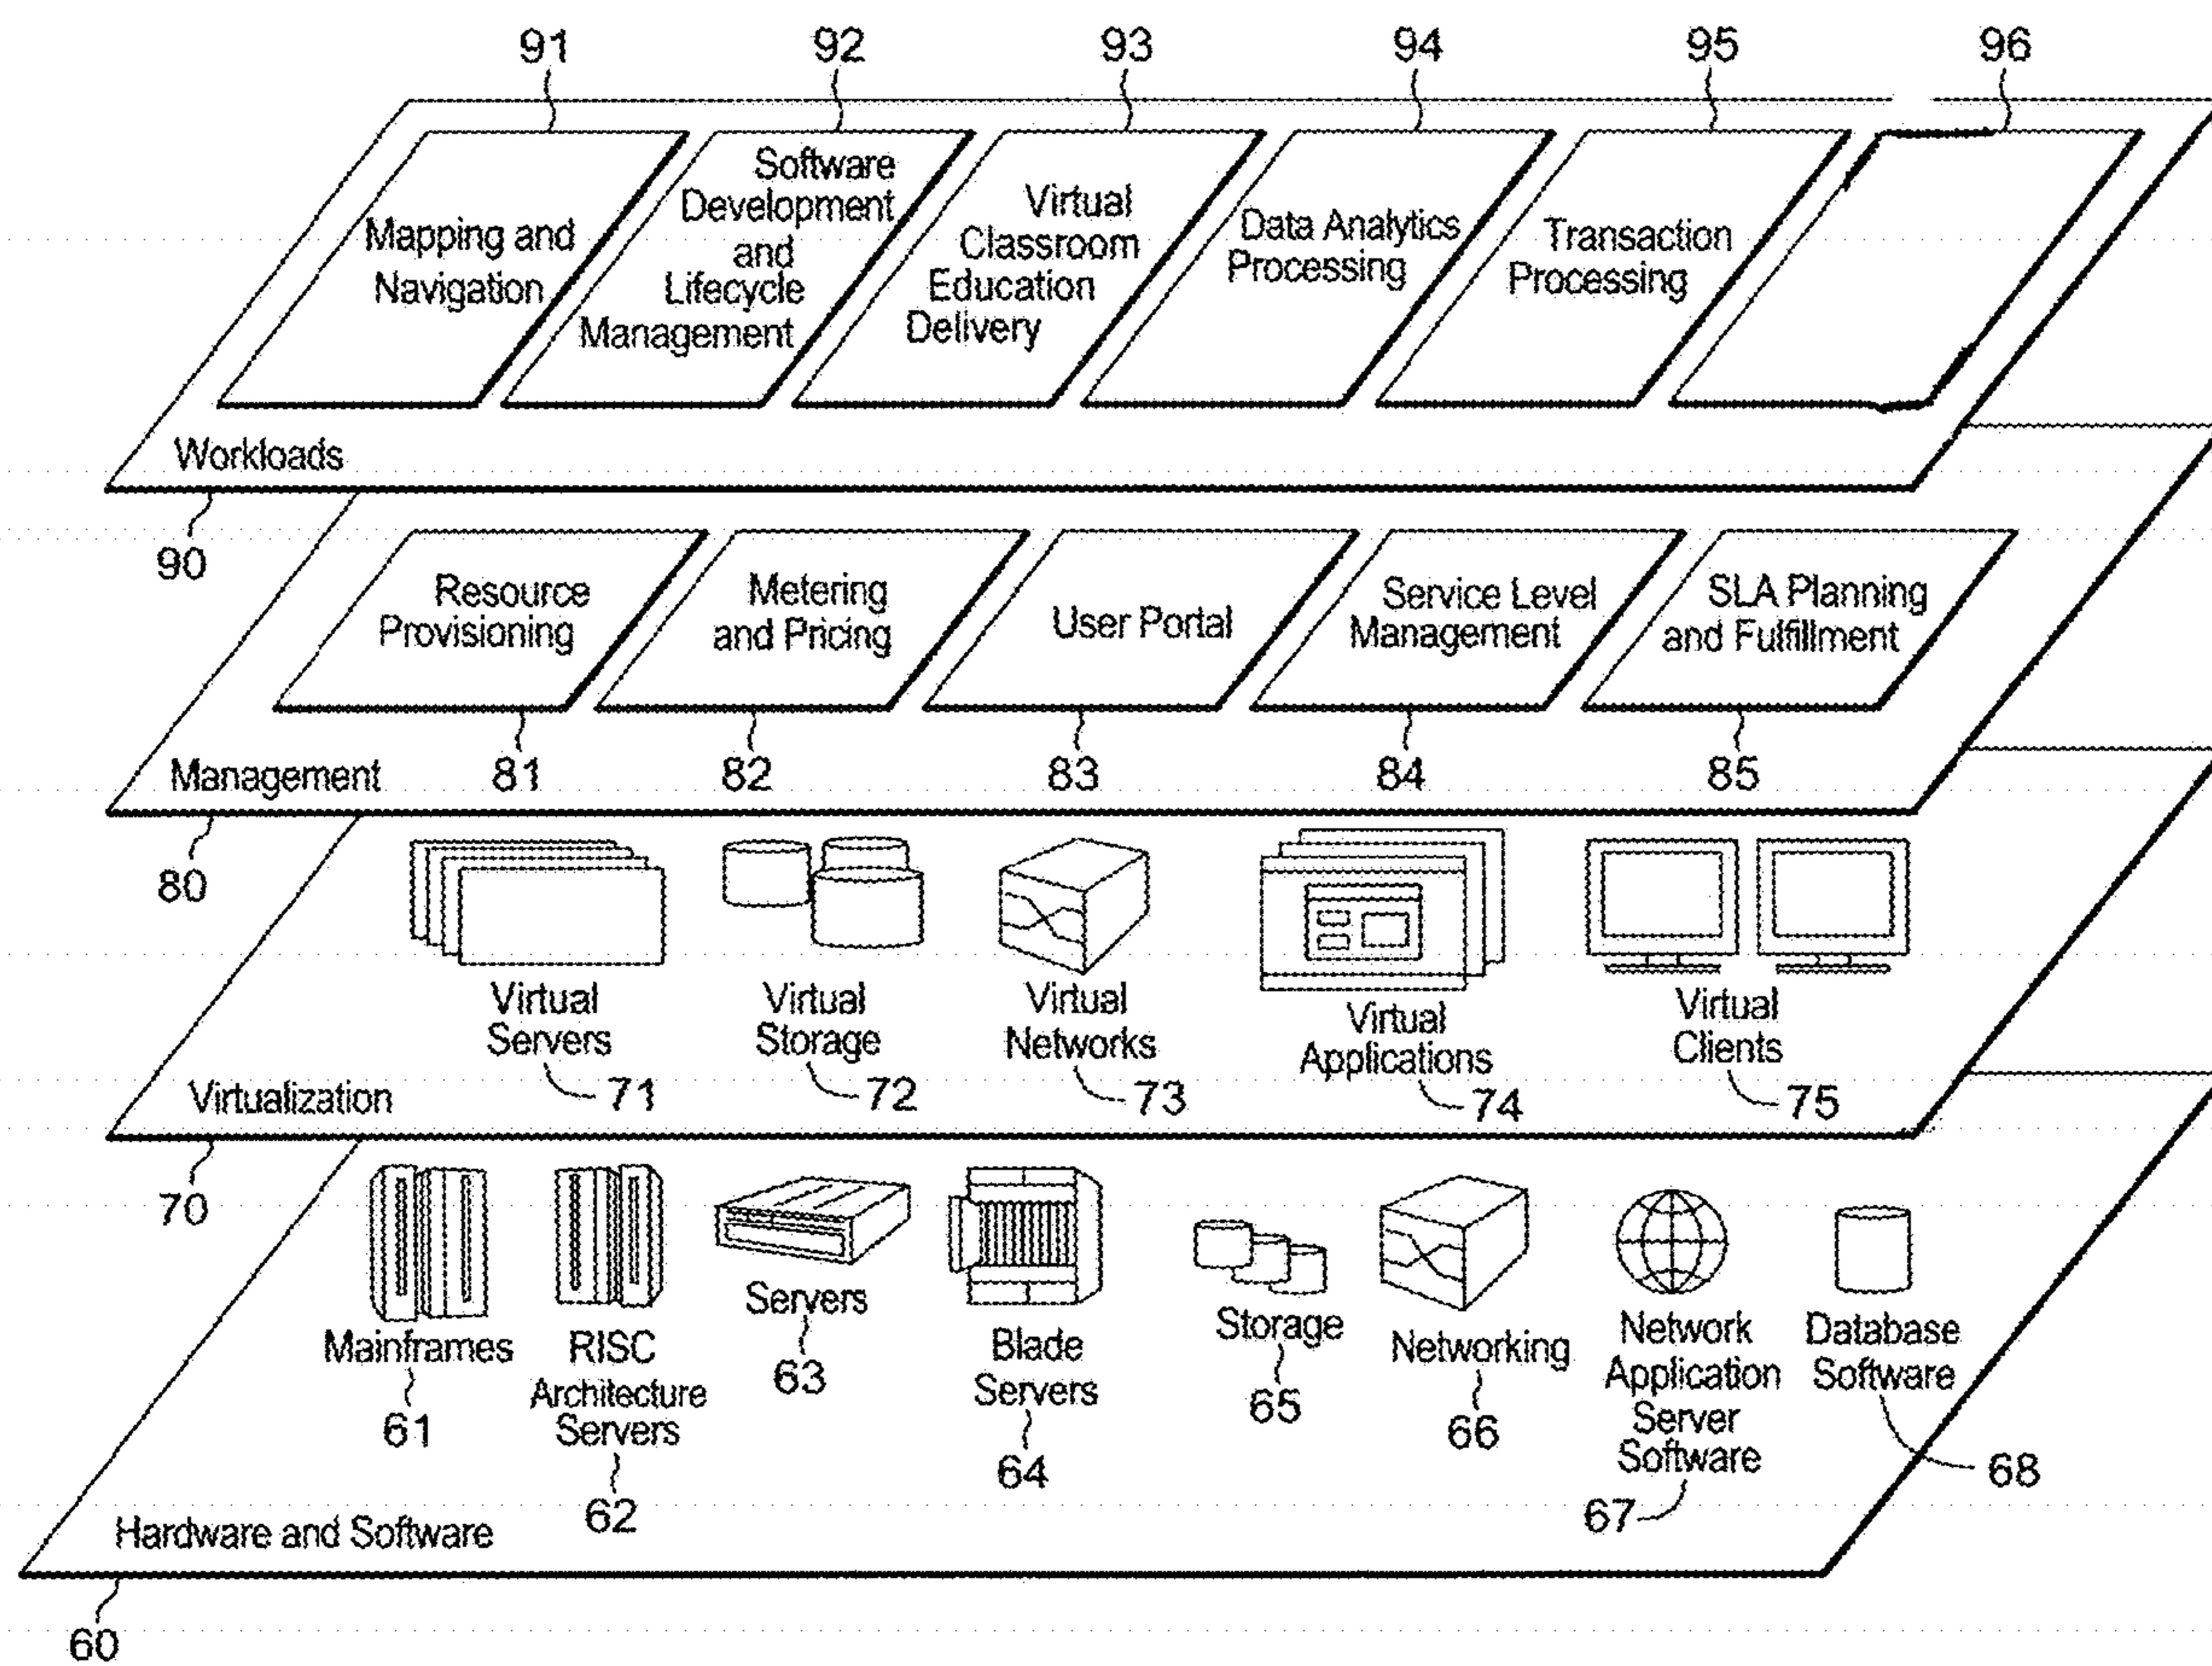 91 92 93 94 95 96
Mapping and
Navigation
Software
Development
and
Lifecycle
Management
Virtual
Classroom
Education
Delivery
Data Analytics
Processing
Transaction
Processing
Workloads
90
Resource
Provisioning
Metering
and Pricing
User Portal
Service Level
Management
SLA Planning
and Fulfillment
81 82 83 84 85
Management
80
Virtual
Servers
71
Virtual
Storage
72
Virtual
Networks
73
Virtual
Applications
74
Virtual
Clients
75
Virtualization
70
Mainframes
61
RISC
Architecture
Servers
62
Servers
63
Blade
Servers
64
Storage
65
Networking
66
Network
Application
Server
Software
67
Database
Software
68
Hardware and Software
60